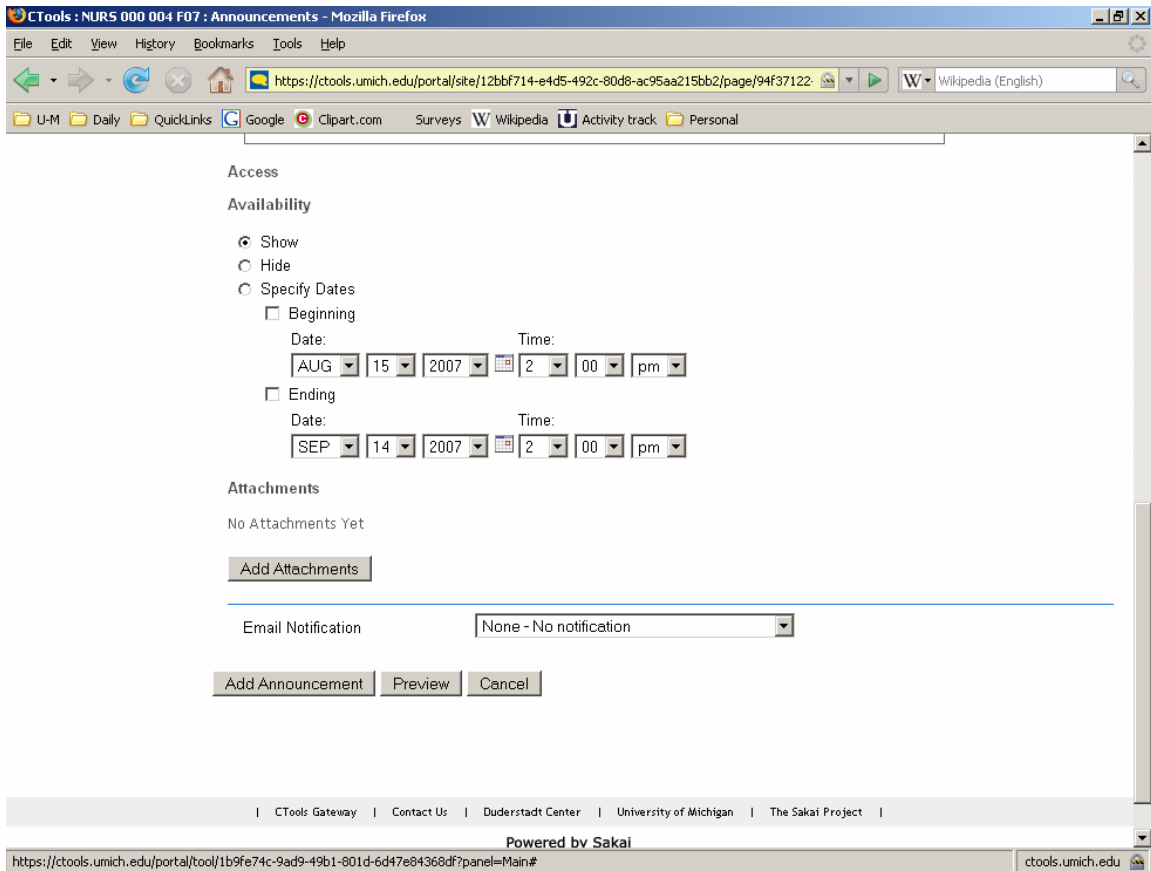 CTools : NURS 000 004 F07 : Announcements - Mozilla Firefox
File Edit View History Bookmarks Tools Help
https://ctools.umich.edu/portal/site/12bbf714-e4d5-492c-80d8-ac95aa215bb2/page/94f37122- W Wikipedia (English)
U-M Daily QuickLinks G Google Clipart.com Surveys W Wikipedia Activity track Personal
Access
Availability
Show
Hide
Specify Dates
Beginning
Date: Time:
AUG 15 2007 2 00 pm
Ending
Date: Time:
SEP 14 2007 2 00 pm
Attachments
No Attachments Yet
Add Attachments
Email Notification None - No notification
Add Announcement Preview Cancel
| CTools Gateway | Contact Us | Duderstadt Center | University of Michigan | The Sakai Project |
Powered by Sakai
https://ctools.umich.edu/portal/tool/1b9fe74c-9ad9-49b1-801d-6d47e84368df?panel=Main# ctools.umich.edu